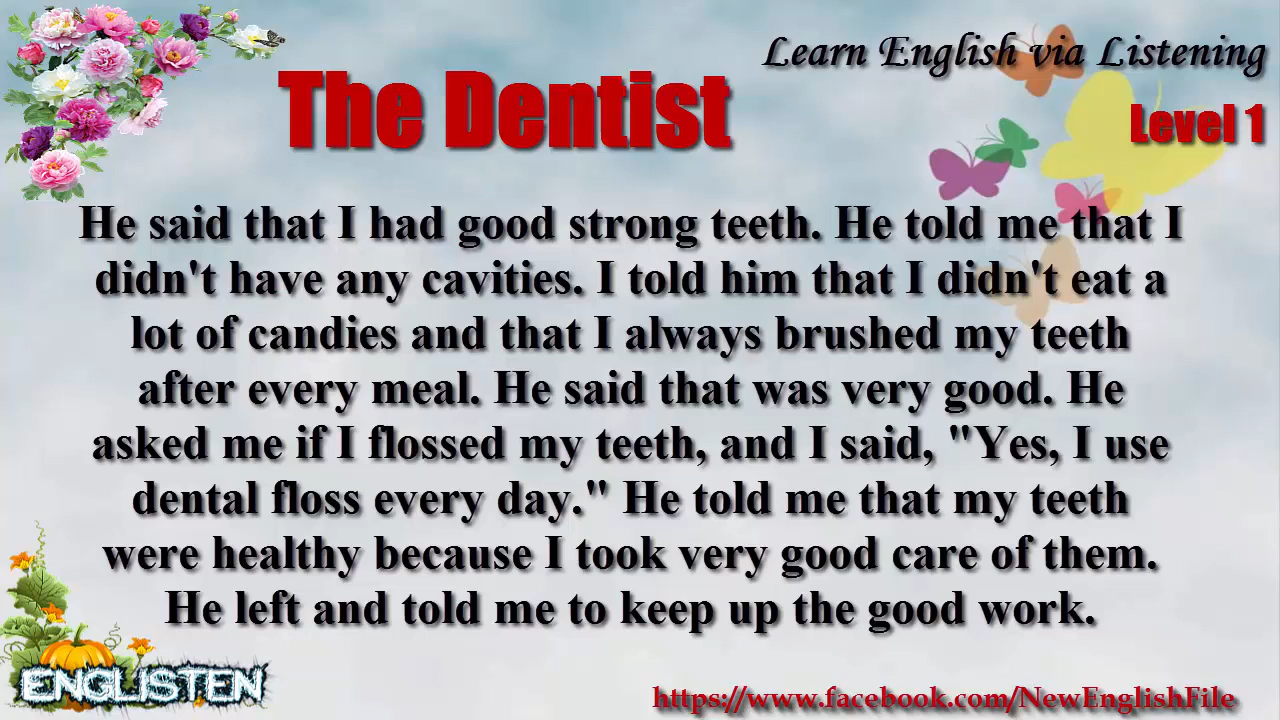 Learn English via Listening
The Dentist
Level 1
He said that I had good strong teeth. He told me that I
didn't have any cavities. I told him that I didn't eat a
lot of candies and that I always brushed my teeth
after every meal. He said that was very good. He
asked me if I flossed my teeth, and I said, "Yes, I use
dental floss every day." He told me that my teeth
were healthy because I took very good care of them.
He left and told me to keep up the good work.
ENGLISTEN
https://www.facebook.com/NewEnglishFile